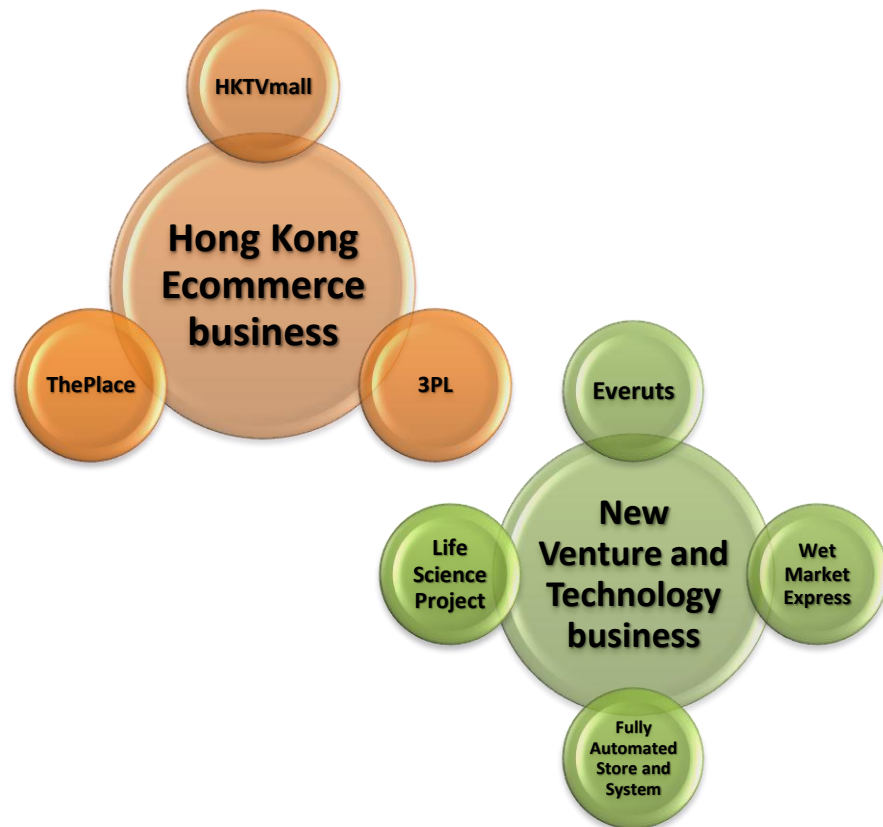 HKTVmall
Hong Kong
Ecommerce
business
ThePlace
3PL
Everuts
New
Venture and
Technology
business
Life
Science
Project
Wet
Market
Express
Fully
Automated
Store and
System